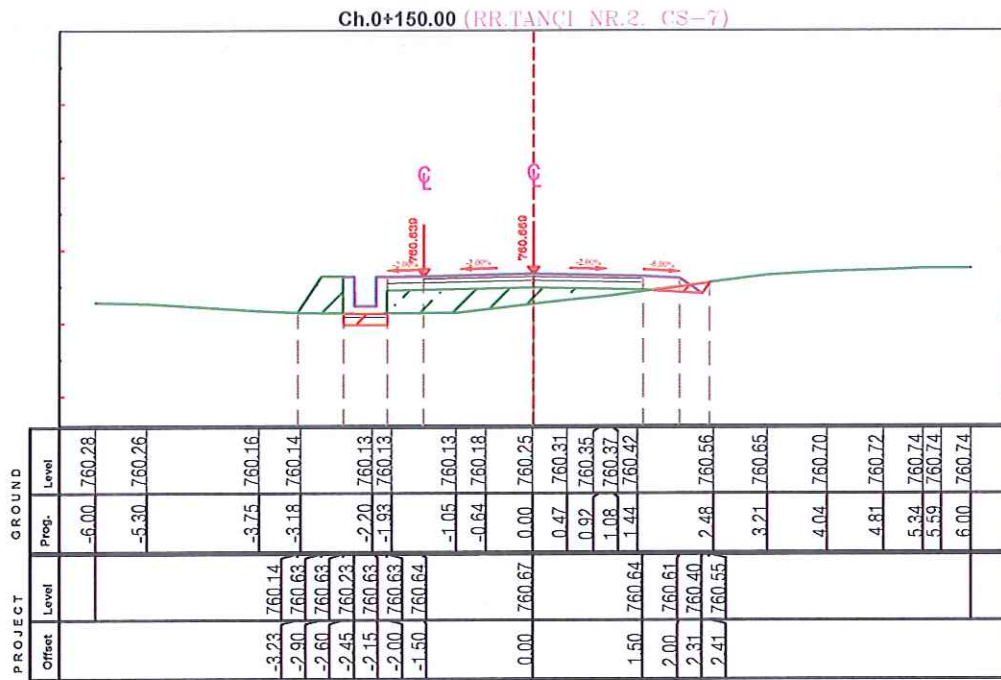 Ch.0+150.00 (RR.TANÇI NR.2. CS-7)
℄ ℄
760.639 760.669
-2.00% -2.00% -2.00% -6.00%
GROUND
Level 760.28 760.26 760.16 760.14 760.13 760.13 760.13 760.18 760.25 760.31 760.35 760.37 760.42 760.56 760.65 760.70 760.72 760.74 760.74 760.74
Prog. -6.00 -5.30 -3.75 -3.18 -2.20 -1.93 -1.05 -0.64 0.00 0.47 0.92 1.08 1.44 2.48 3.21 4.04 4.81 5.34 5.59 6.00
PROJECT
Level 760.14 760.63 760.63 760.23 760.63 760.63 760.64 760.67 760.64 760.61 760.40 760.55
Offset -3.23 -2.90 -2.60 -2.45 -2.15 -2.00 -1.50 0.00 1.50 2.00 2.31 2.41